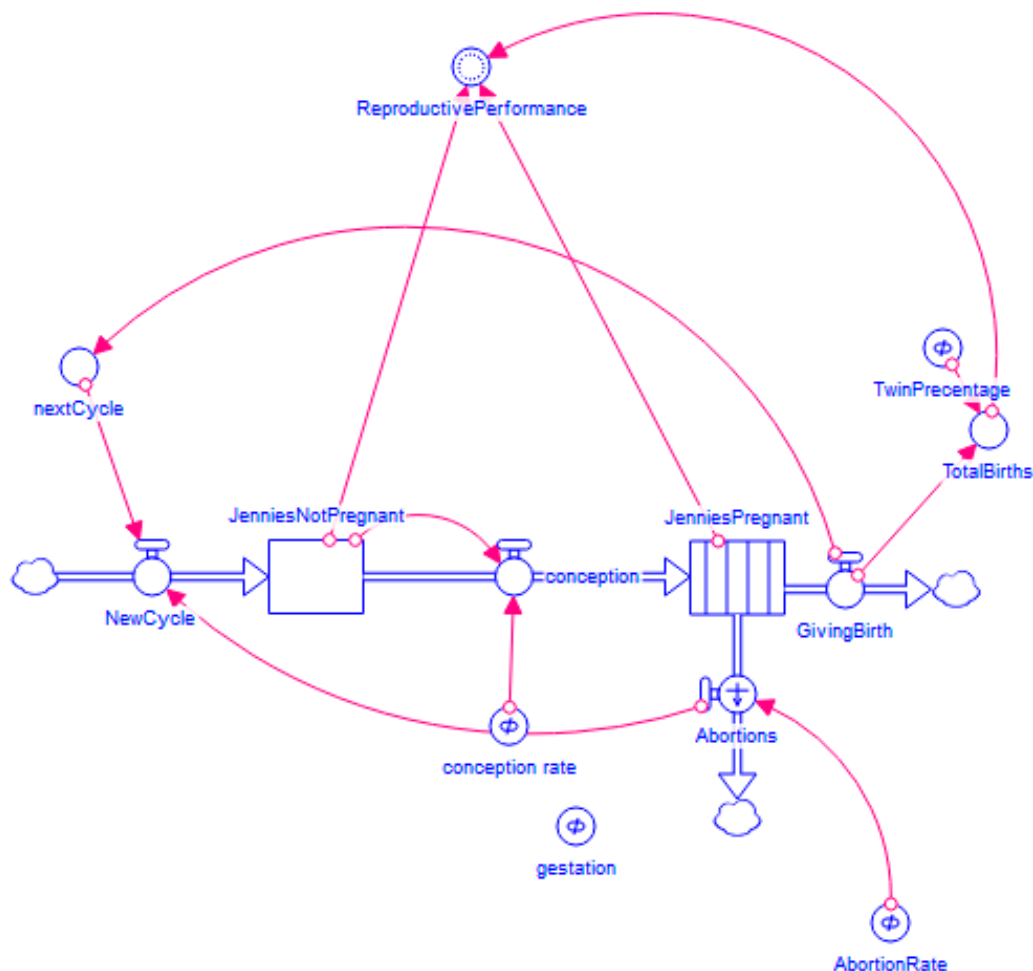 ReproductivePerformance
nextCycle
TwinPrecentage
TotalBirths
JenniesNotPregnant
JenniesPregnant
conception
NewCycle
GivingBirth
conception rate
Abortions
gestation
AbortionRate